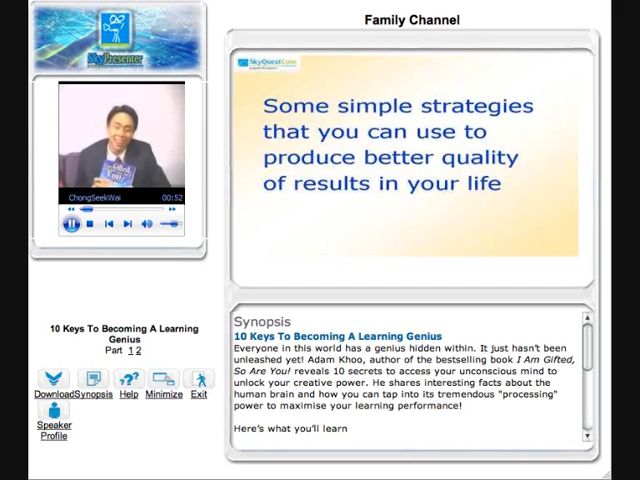 SkyPresenter
ChongSeekWai 00:52
10 Keys To Becoming A Learning
Genius
Part 1 2
Download Synopsis Help Minimize Exit
Speaker
Profile
Family Channel
SkyQuestCom
Some simple strategies
that you can use to
produce better quality
of results in your life
Synopsis
10 Keys To Becoming A Learning Genius
Everyone in this world has a genius hidden within. It just hasn't been
unleashed yet! Adam Khoo, author of the bestselling book I Am Gifted,
So Are You! reveals 10 secrets to access your unconscious mind to
unlock your creative power. He shares interesting facts about the
human brain and how you can tap into its tremendous "processing"
power to maximise your learning performance!
Here's what you'll learn